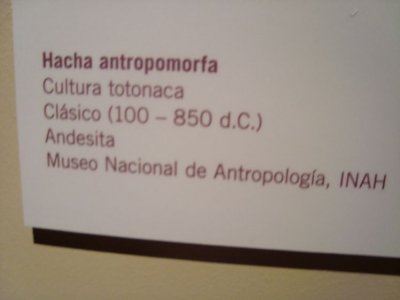 Hacha antropomorfa
Cultura totonaca
Clásico (100 – 850 d.C.)
Andesita
Museo Nacional de Antropología, INAH